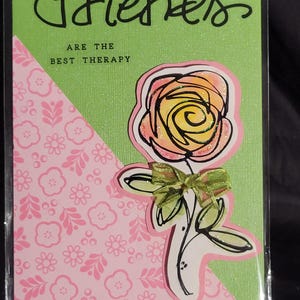 Friends
ARE THE
BEST THERAPY